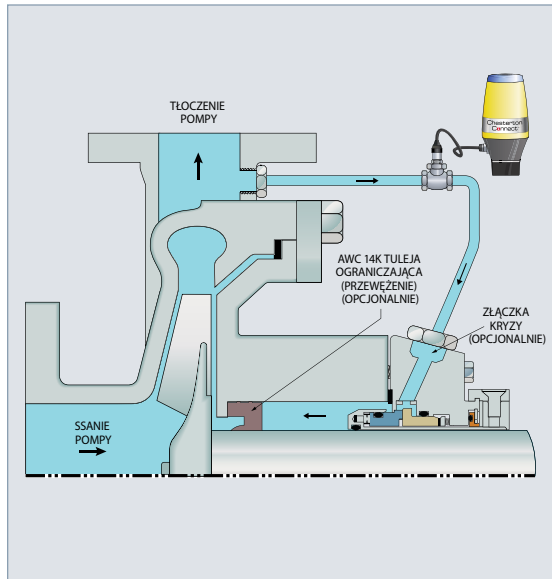 TŁOCZENIE
POMPY
Chesterton
Connect
AWC 14K TULEJA
OGRANICZAJĄCA
(PRZEWĘŻENIE)
(OPCJONALNIE)
ZŁĄCZKA
KRYZY
(OPCJONALNIE)
SSANIE
POMPY